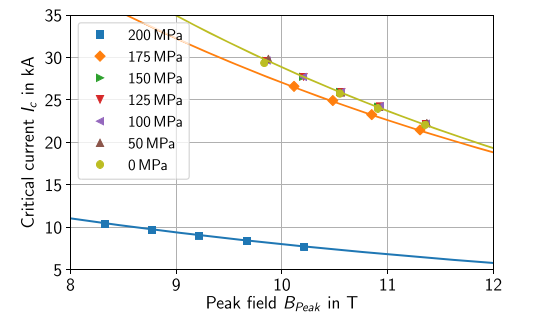 35
30
25
20
15
10
5
Critical current I_c in kA
200 MPa
175 MPa
150 MPa
125 MPa
100 MPa
50 MPa
0 MPa
8 9 10 11 12
Peak field B_Peak in T